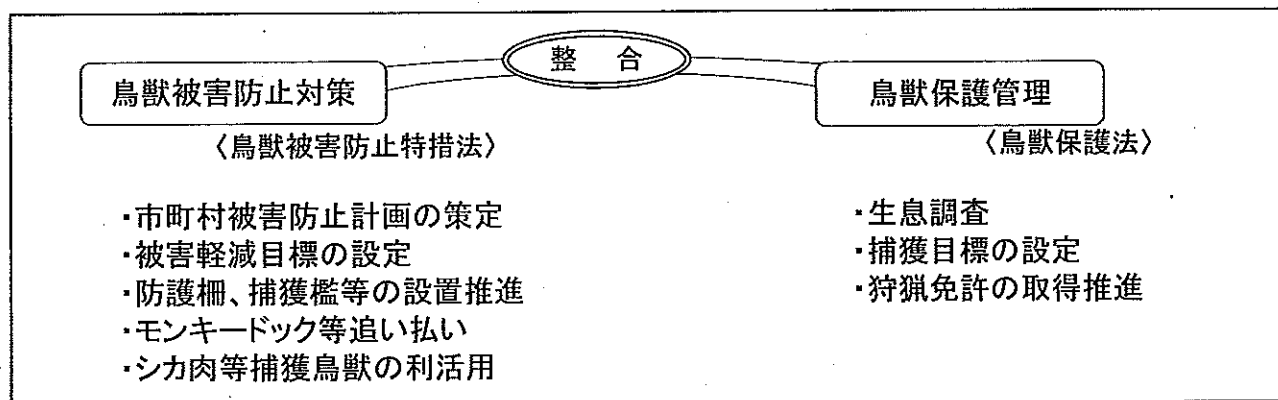 整 合
鳥獣被害防止対策
鳥獣保護管理
〈鳥獣被害防止特措法〉
〈鳥獣保護法〉
・市町村被害防止計画の策定
・被害軽減目標の設定
・防護柵、捕獲檻等の設置推進
・モンキードック等追い払い
・シカ肉等捕獲鳥獣の利活用
・生息調査
・捕獲目標の設定
・狩猟免許の取得推進